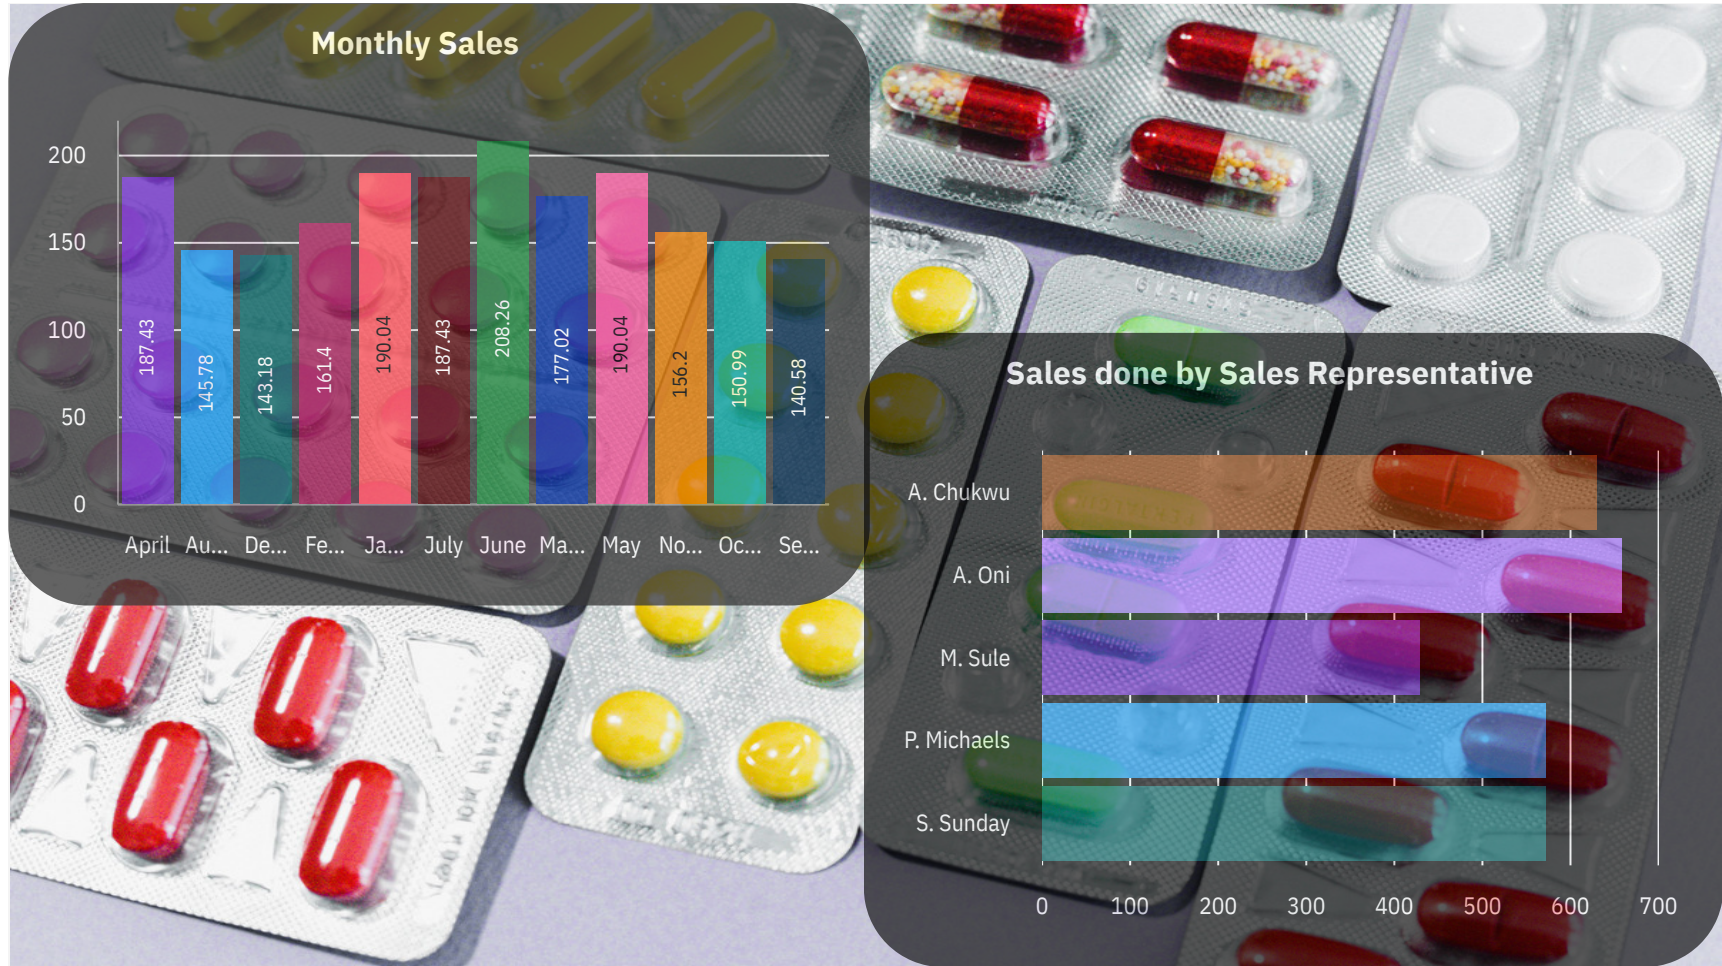 Monthly Sales
200
150
100
50
0
187.43
145.78
143.18
161.4
190.04
187.43
208.26
177.02
190.04
156.2
150.99
140.58
April Au... De... Fe... Ja... July June Ma... May No... Oc... Se...
Sales done by Sales Representative
A. Chukwu
A. Oni
M. Sule
P. Michaels
S. Sunday
0 100 200 300 400 500 600 700